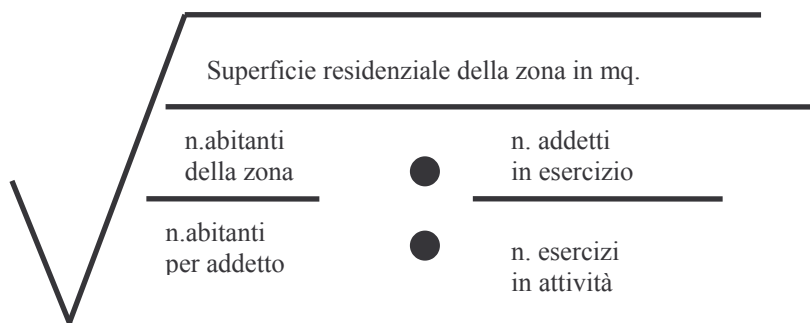 Superficie residenziale della zona in mq.
n.abitanti
della zona
n. addetti
in esercizio
n.abitanti
per addetto
n. esercizi
in attività